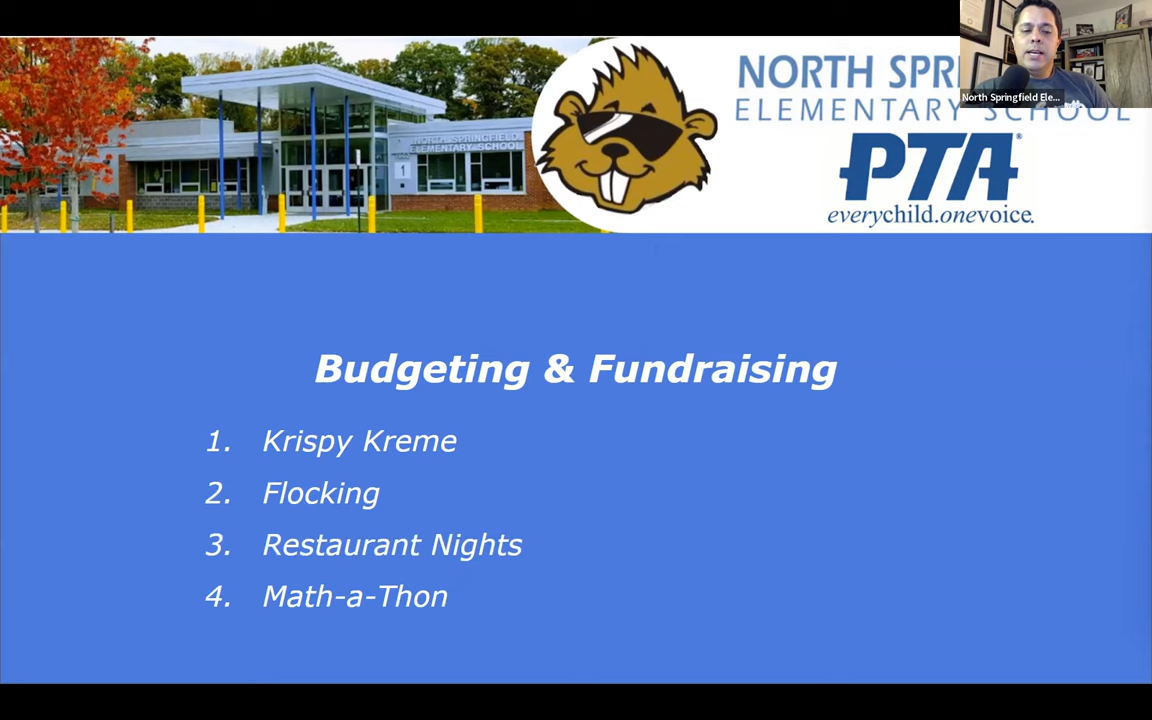 NORTH SPR
ELEMENTARY SCHOOL
North Springfield Ele...
NORTH SPRINGFIELD
ELEMENTARY SCHOOL
1
PTA®
everychild.onevoice.
Budgeting & Fundraising
1. Krispy Kreme
2. Flocking
3. Restaurant Nights
4. Math-a-Thon